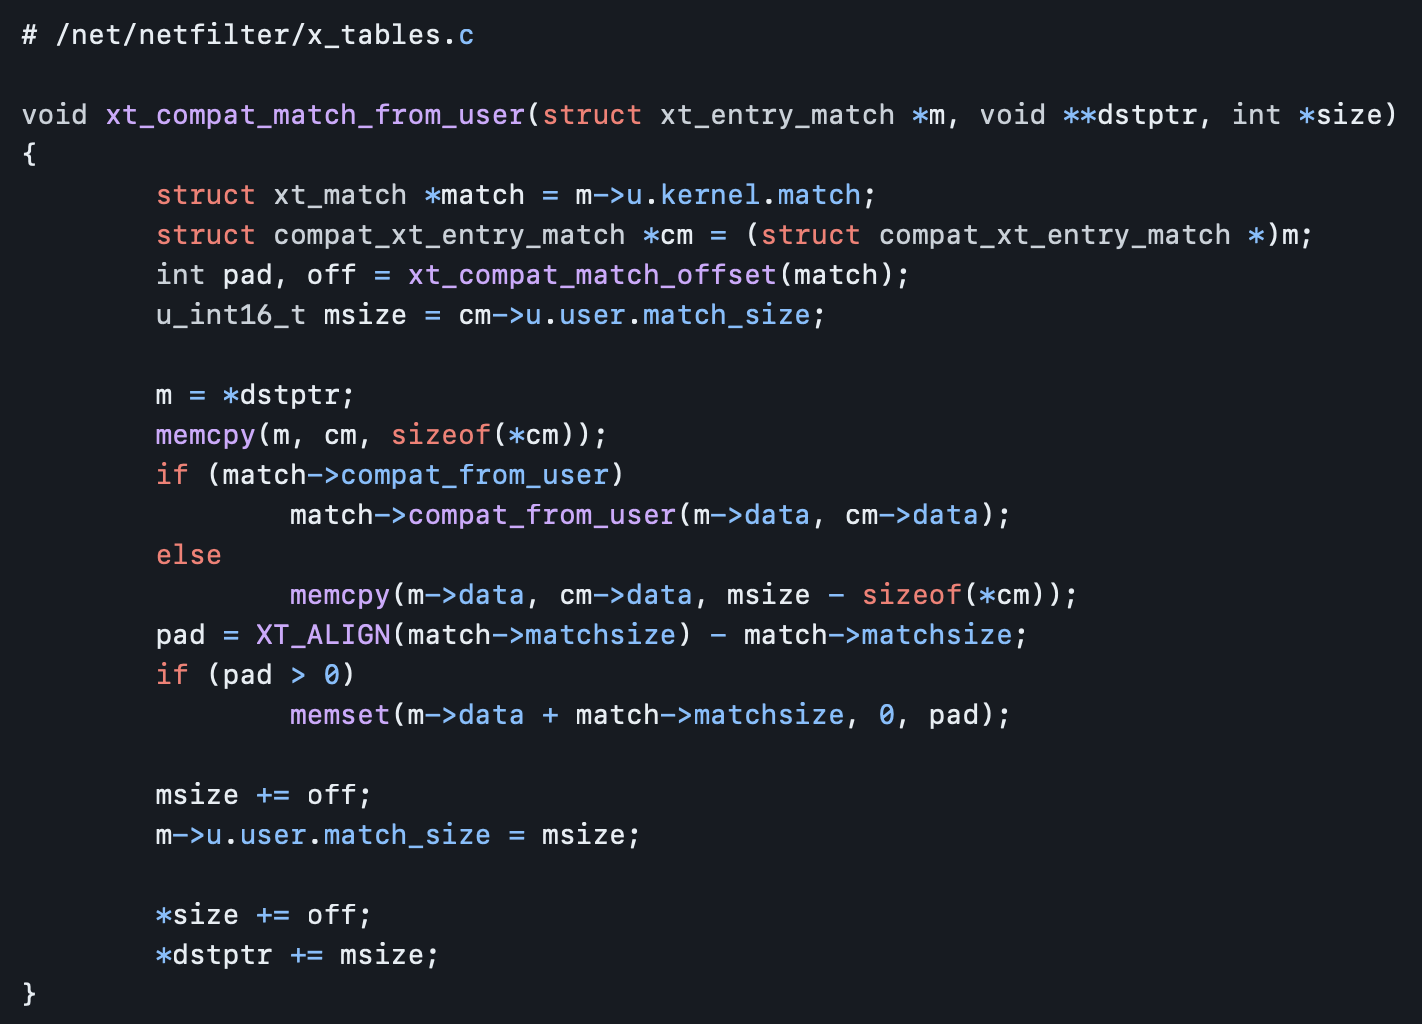 # /net/netfilter/x_tables.c
void xt_compat_match_from_user(struct xt_entry_match *m, void **dstptr, int *size)
{
struct xt_match *match = m->u.kernel.match;
struct compat_xt_entry_match *cm = (struct compat_xt_entry_match *)m;
int pad, off = xt_compat_match_offset(match);
u_int16_t msize = cm->u.user.match_size;
m = *dstptr;
memcpy(m, cm, sizeof(*cm));
if (match->compat_from_user)
match->compat_from_user(m->data, cm->data);
else
memcpy(m->data, cm->data, msize - sizeof(*cm));
pad = XT_ALIGN(match->matchsize) - match->matchsize;
if (pad > 0)
memset(m->data + match->matchsize, 0, pad);
msize += off;
m->u.user.match_size = msize;
*size += off;
*dstptr += msize;
}